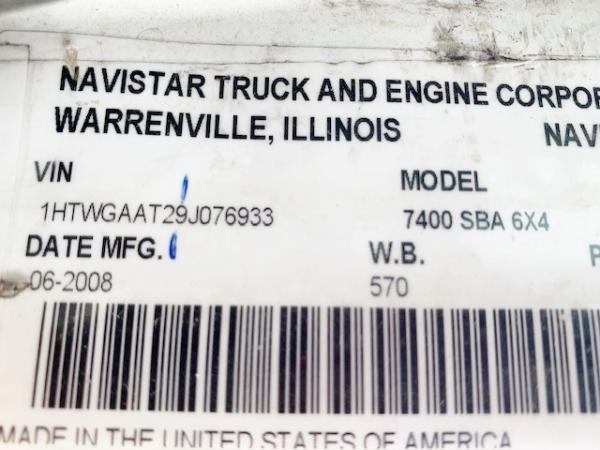 NAVISTAR TRUCK AND ENGINE CORPO
WARRENVILLE, ILLINOIS NAV
VIN MODEL
1HTWGAAT29J076933 7400 SBA 6X4
DATE MFG. W.B.
06-2008 570
MADE IN THE UNITED STATES OF AMERICA